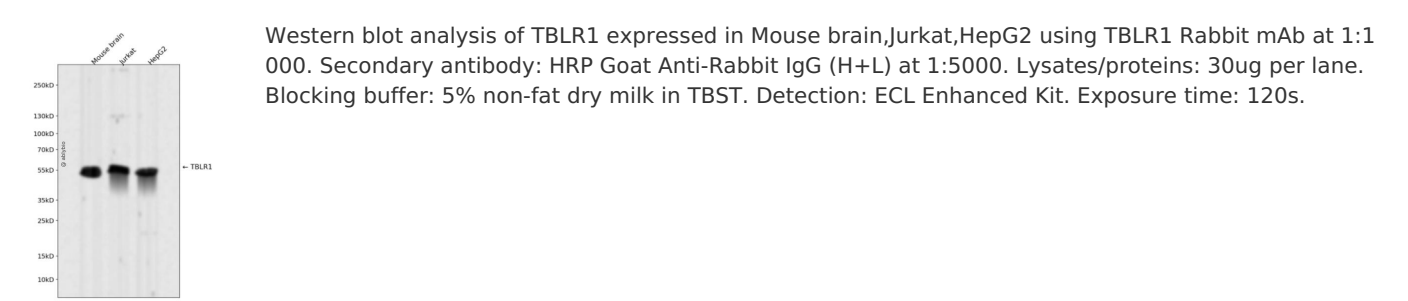 Mouse brain
Jurkat
HepG2
250kD
130kD
100kD
70kD
55kD
35kD
25kD
15kD
10kD
@ ablybio
← TBLR1
Western blot analysis of TBLR1 expressed in Mouse brain,Jurkat,HepG2 using TBLR1 Rabbit mAb at 1:1
000. Secondary antibody: HRP Goat Anti-Rabbit IgG (H+L) at 1:5000. Lysates/proteins: 30ug per lane.
Blocking buffer: 5% non-fat dry milk in TBST. Detection: ECL Enhanced Kit. Exposure time: 120s.